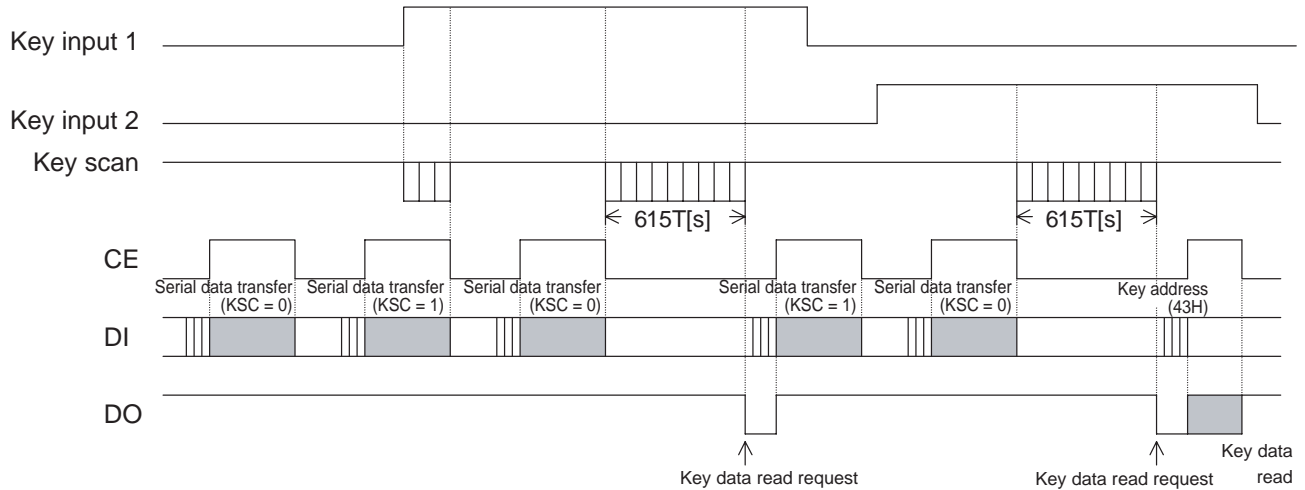 Key input 1
Key input 2
Key scan
615T[s]
615T[s]
CE
Serial data transfer
(KSC = 0)
Serial data transfer
(KSC = 1)
Serial data transfer
(KSC = 0)
Serial data transfer
(KSC = 1)
Serial data transfer
(KSC = 0)
Key address
(43H)
DI
DO
Key data read request
Key data read request
Key data
read